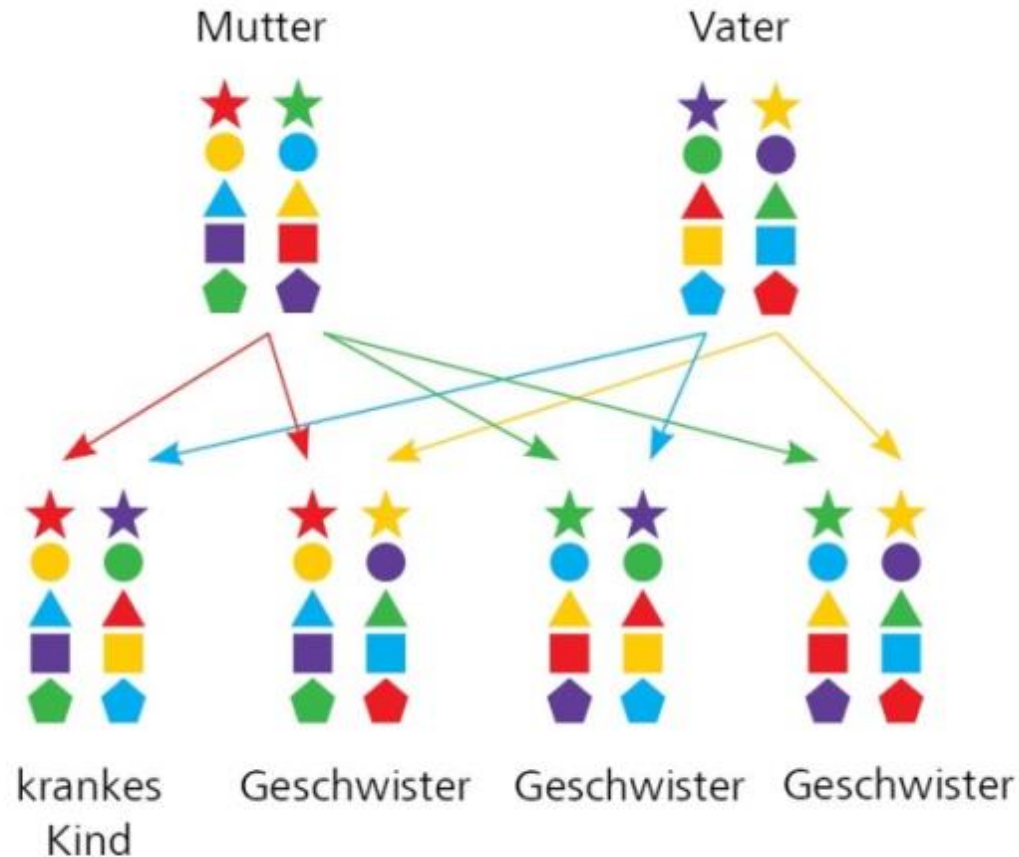 Mutter
Vater
krankes
Kind
Geschwister
Geschwister
Geschwister